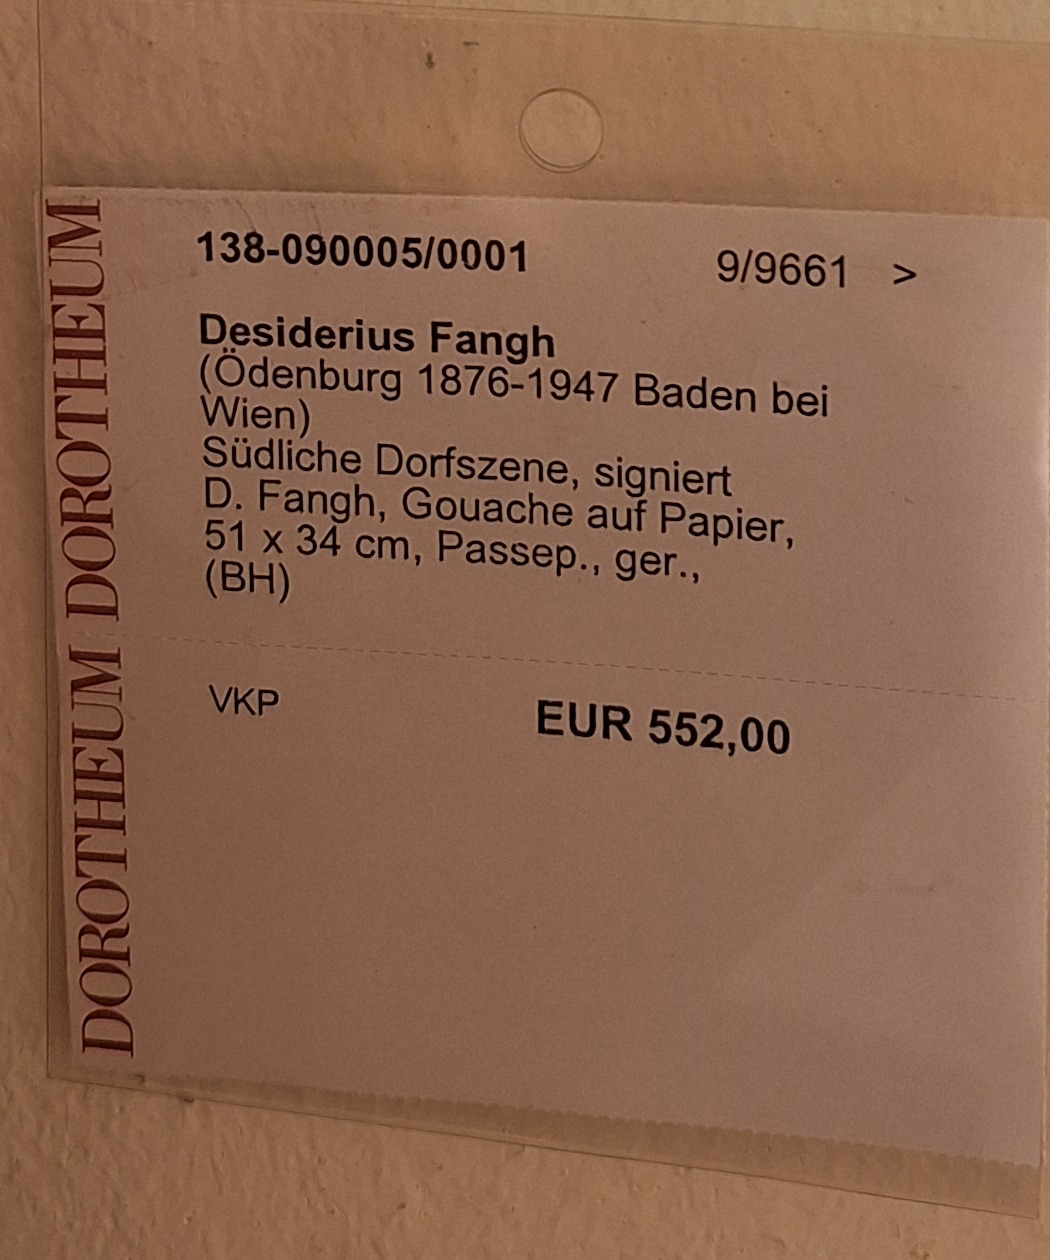 DOROTHEUM DOROTHEUM
138-090005/0001 9/9661 >
Desiderius Fangh
(Ödenburg 1876-1947 Baden bei
Wien)
Südliche Dorfszene, signiert
D. Fangh, Gouache auf Papier,
51 x 34 cm, Passep., ger.,
(BH)
VKP EUR 552,00